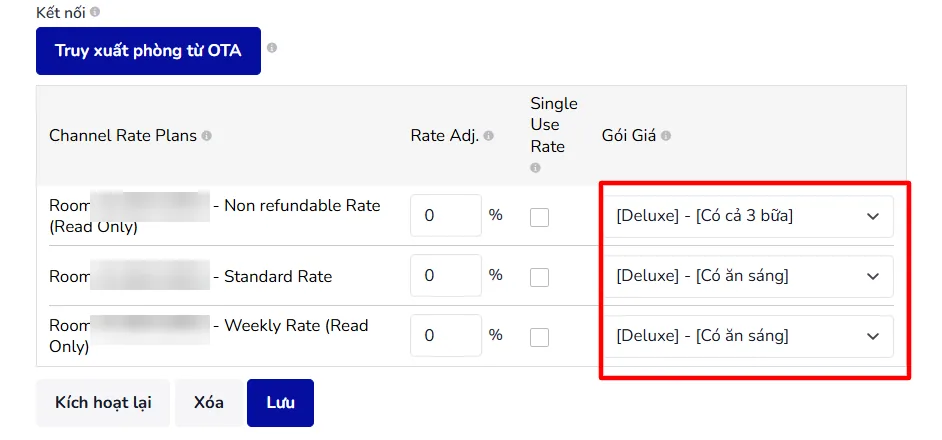 Kết nối
Truy xuất phòng từ OTA
Channel Rate Plans
Rate Adj.
Single
Use
Rate
Gói Giá
Room - Non refundable Rate
(Read Only)
0 %
[Deluxe] - [Có cả 3 bữa]
Room - Standard Rate
0 %
[Deluxe] - [Có ăn sáng]
Room - Weekly Rate (Read
Only)
0 %
[Deluxe] - [Có ăn sáng]
Kích hoạt lại
Xóa
Lưu